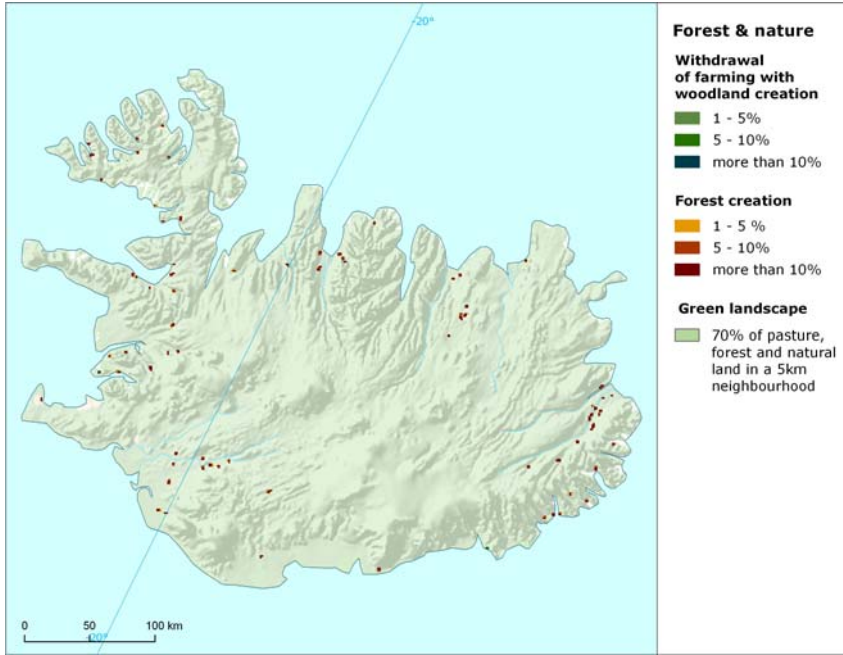 -20°
Forest & nature
Withdrawal
of farming with
woodland creation
1 - 5%
5 - 10%
more than 10%
Forest creation
1 - 5 %
5 - 10%
more than 10%
Green landscape
70% of pasture,
forest and natural
land in a 5km
neighbourhood
0 50 100 km
-20°